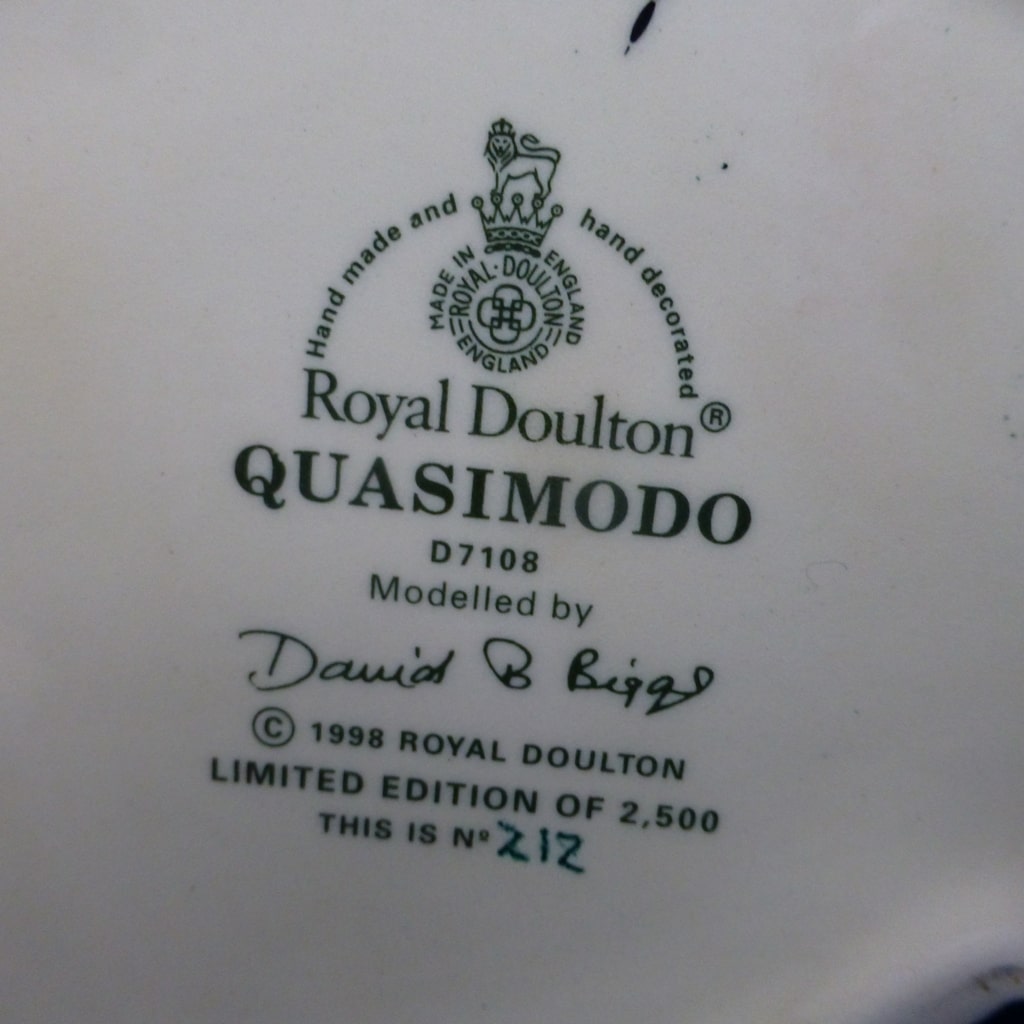 Hand made and hand decorated
MADE IN ENGLAND
ROYAL·DOULTON
ENGLAND
Royal Doulton®
QUASIMODO
D7108
Modelled by
David B Biggs
© 1998 ROYAL DOULTON
LIMITED EDITION OF 2,500
THIS IS Nº 212